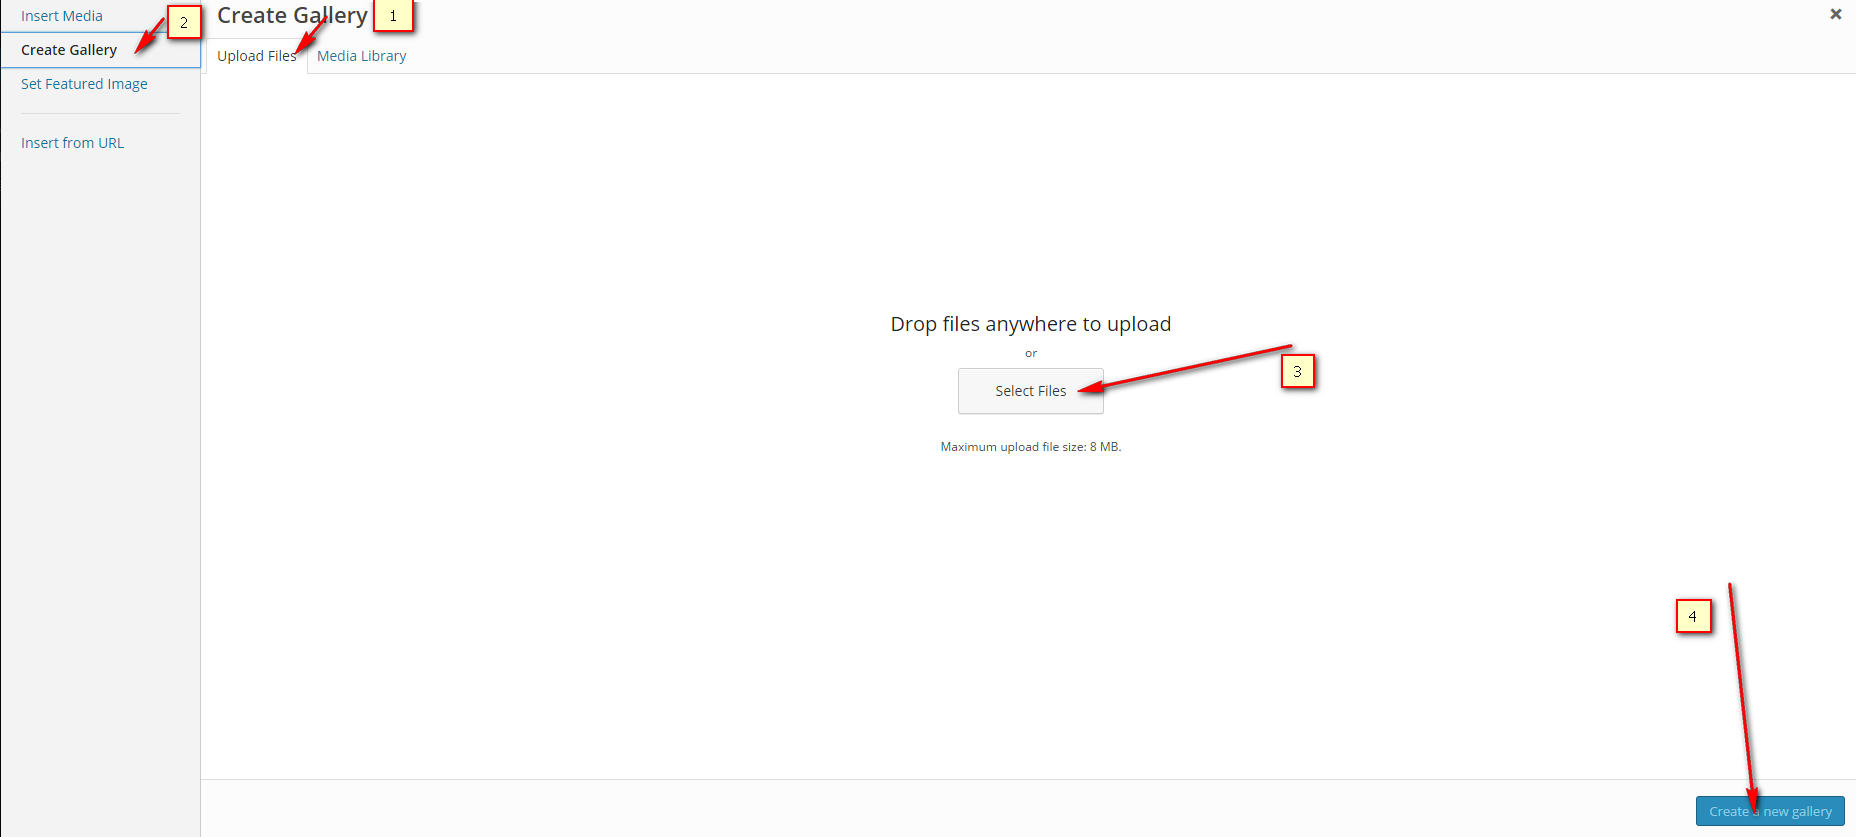 Insert Media
2
Create Gallery
Set Featured Image
Insert from URL
Create Gallery
1
Upload Files
Media Library
Drop files anywhere to upload
or
Select Files
3
Maximum upload file size: 8 MB.
4
Create a new gallery